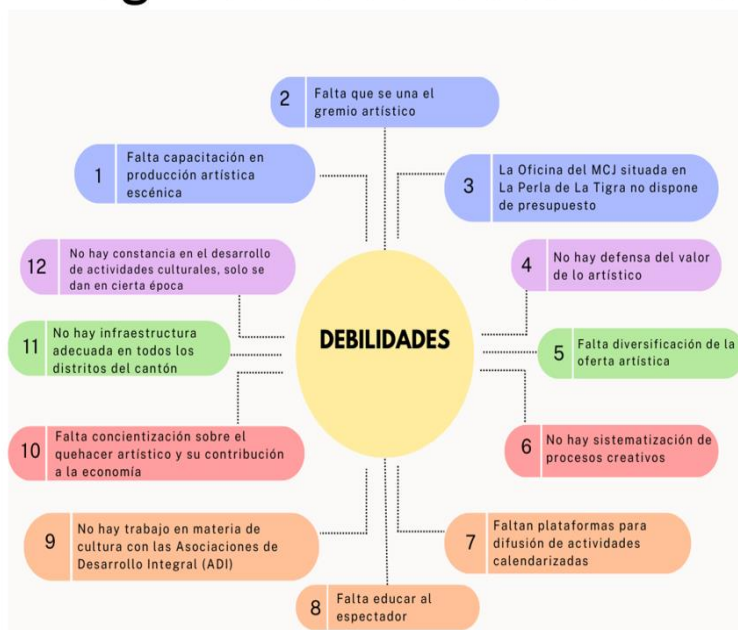 2
Falta que se una el
gremio artístico
1
Falta capacitación en
producción artística
escénica
3
La Oficina del MCJ situada en
La Perla de La Tigra no dispone
de presupuesto
12
No hay constancia en el desarrollo
de actividades culturales, solo se
dan en cierta época
4
No hay defensa del valor
de lo artístico
DEBILIDADES
11
No hay infraestructura
adecuada en todos los
distritos del cantón
5
Falta diversificación de la
oferta artística
10
Falta concientización sobre el
quehacer artístico y su contribución
a la economía
6
No hay sistematización de
procesos creativos
9
No hay trabajo en materia de
cultura con las Asociaciones de
Desarrollo Integral (ADI)
7
Faltan plataformas para
difusión de actividades
calendarizadas
8
Falta educar al
espectador